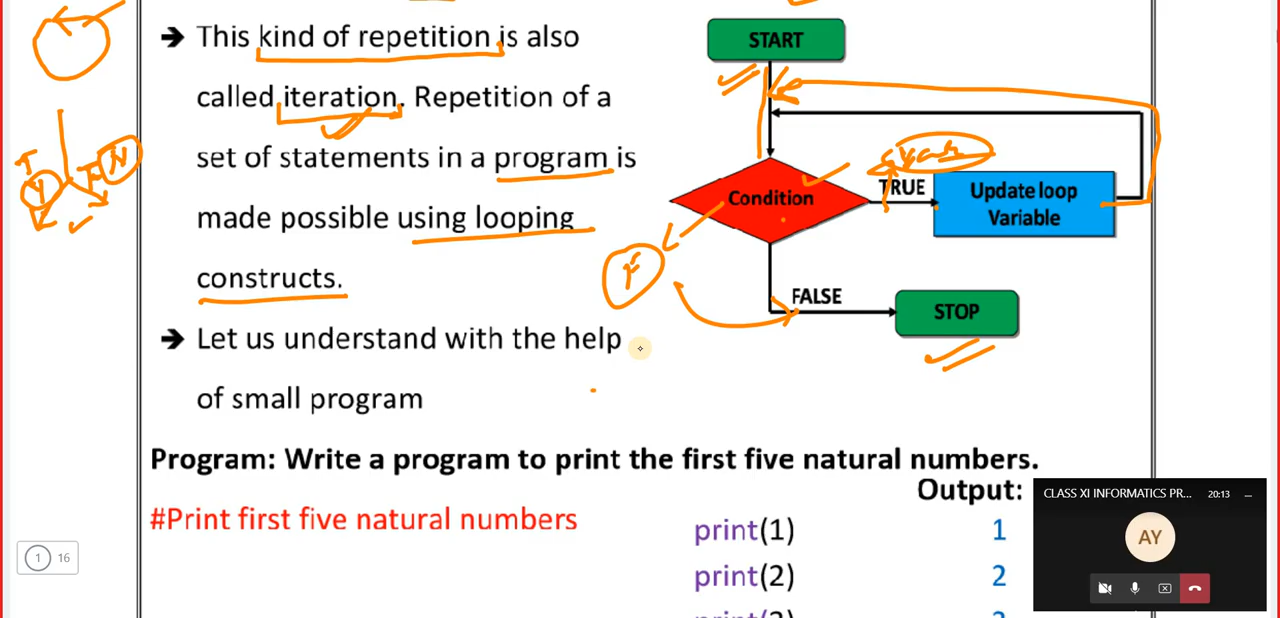 ➔ This kind of repetition is also
called iteration. Repetition of a
set of statements in a program is
made possible using looping
constructs.
➔ Let us understand with the help
of small program
START
Condition
TRUE
Update loop
Variable
FALSE
STOP
F
T
Y
N
Program: Write a program to print the first five natural numbers.
Output:
#Print first five natural numbers
print(1) 1
print(2) 2
1 16
CLASS XI INFORMATICS PR... 20:13
AY